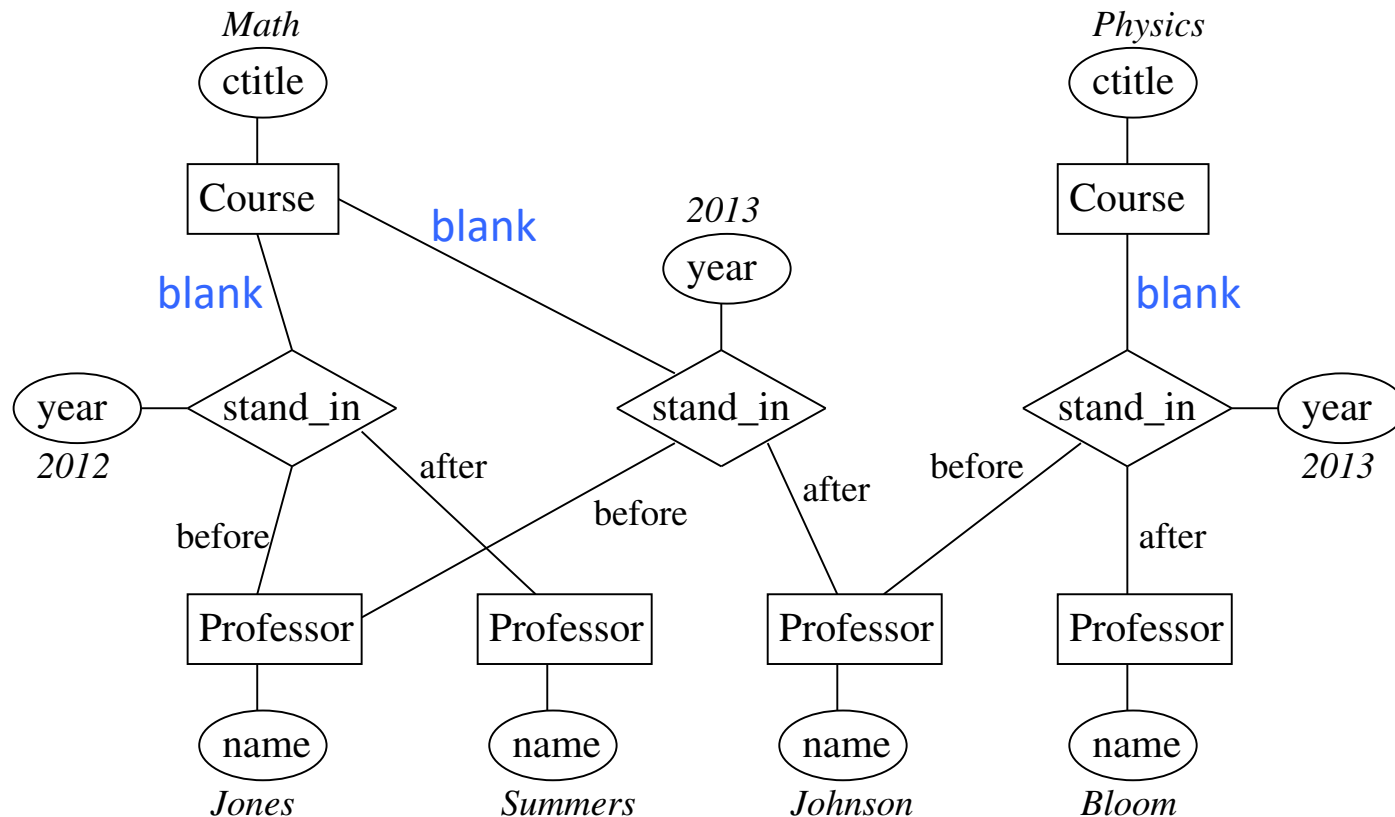 Math
Physics
ctitle
ctitle
Course
Course
blank
2013
year
blank
blank
year
stand_in
stand_in
stand_in
year
2012
2013
after
before
after
before
before
after
Professor
Professor
Professor
Professor
name
name
name
name
Jones
Summers
Johnson
Bloom